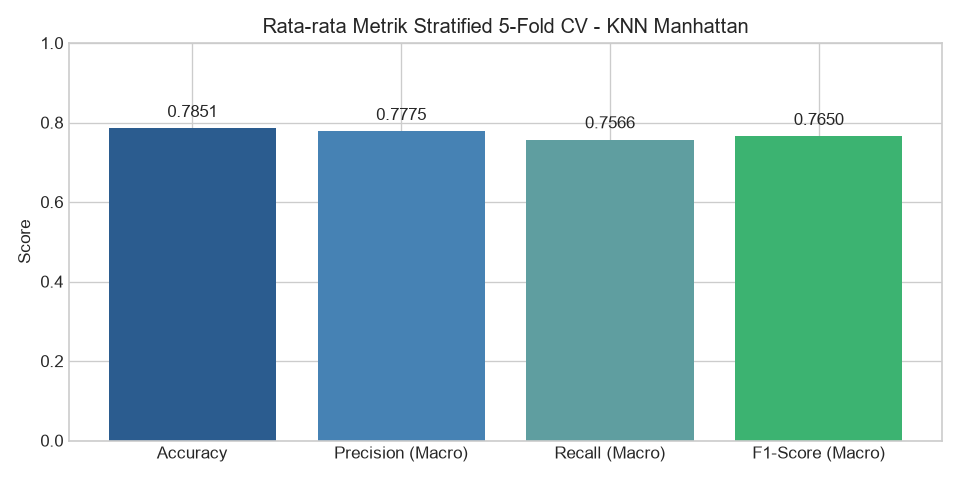 Rata-rata Metrik Stratified 5-Fold CV - KNN Manhattan
1.0
0.8
0.6
0.4
0.2
0.0
Score
0.7851
0.7775
0.7566
0.7650
Accuracy
Precision (Macro)
Recall (Macro)
F1-Score (Macro)